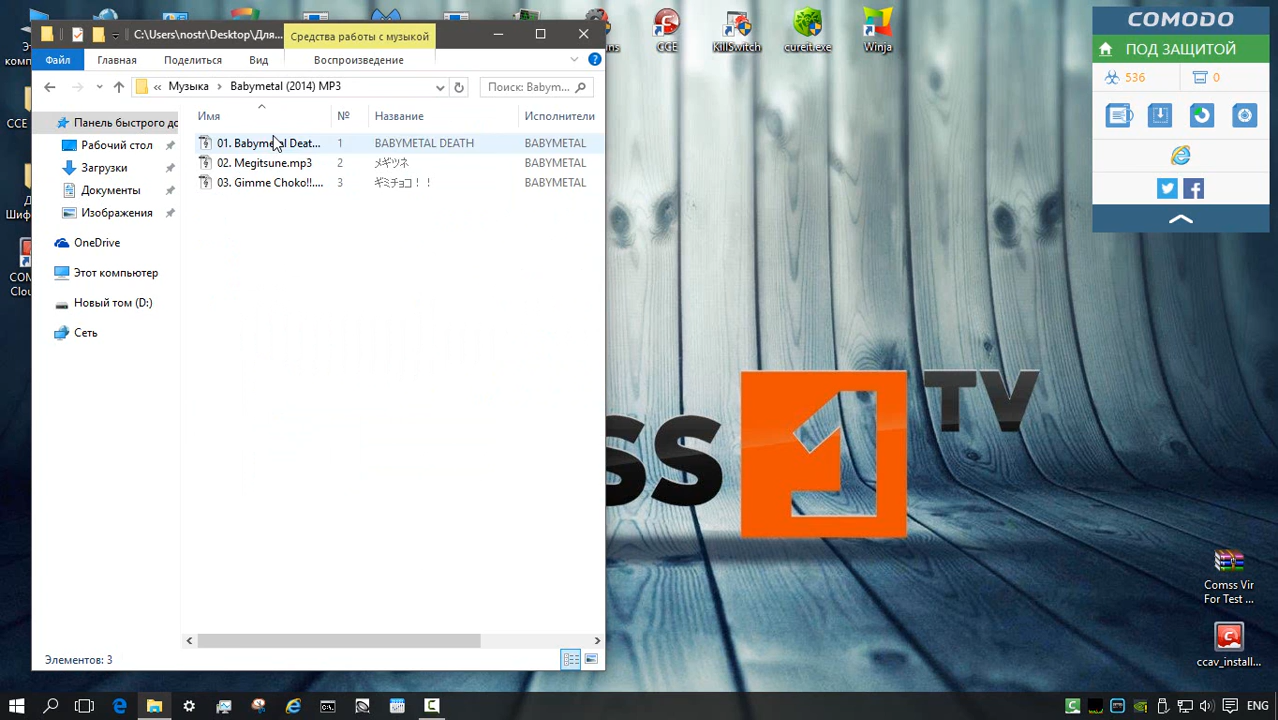 C:\Users\nostr\Desktop\Для...
Средства работы с музыкой
Файл
Главная
Поделиться
Вид
Воспроизведение
Музыка
Babymetal (2014) MP3
Поиск: Babym...
Имя
№
Название
Исполнители
01. Babymetal Deat...
1
BABYMETAL DEATH
BABYMETAL
02. Megitsune.mp3
2
メギツネ
BABYMETAL
03. Gimme Choko!!....
3
ギミチョコ！！
BABYMETAL
Панель быстрого до
Рабочий стол
Загрузки
Документы
Изображения
OneDrive
Этот компьютер
Новый том (D:)
Сеть
Элементов: 3
CCE
KillSwitch
cureit.exe
Winja
COMODO
ПОД ЗАЩИТОЙ
536
0
ss
1
TV
Comss Vir
For Test ...
ccav_install...
ENG